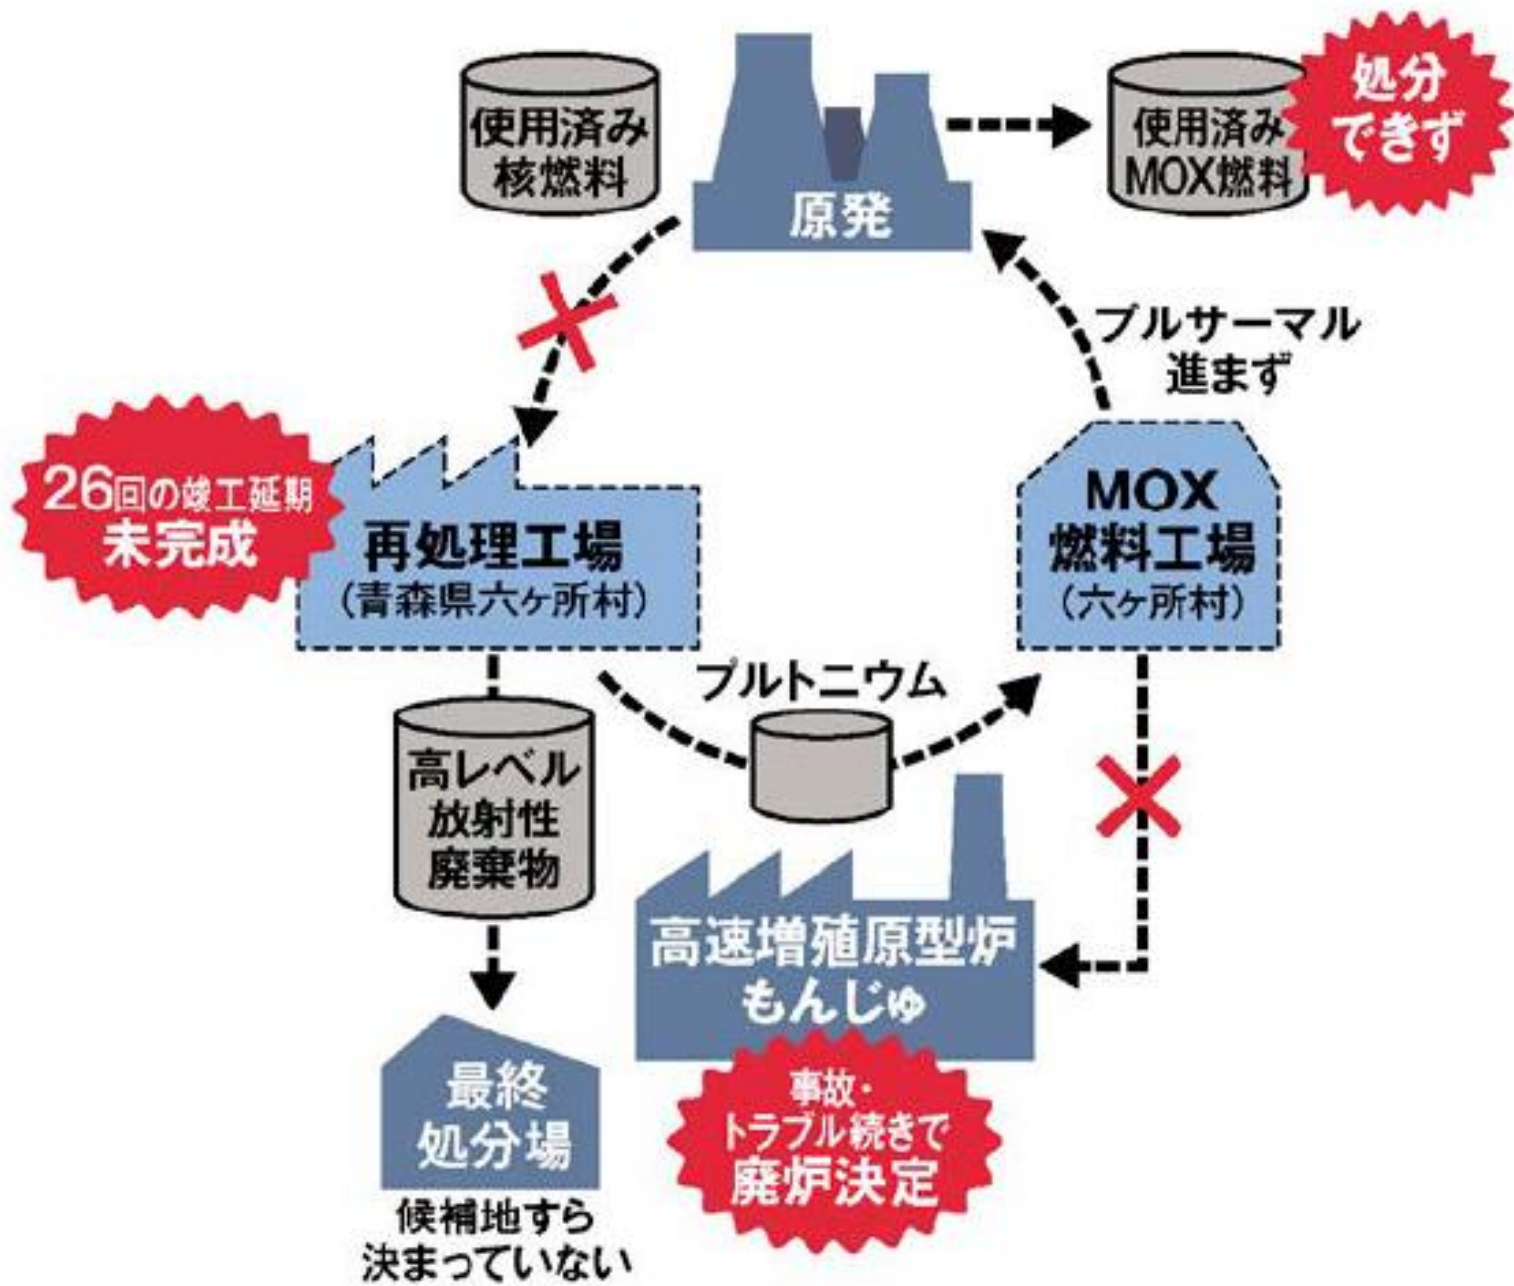 使用済み
核燃料
原発
使用済み
MOX燃料
処分
できず
プルサーマル
進まず
26回の竣工延期
未完成
再処理工場
（青森県六ヶ所村）
MOX
燃料工場
（六ヶ所村）
プルトニウム
高レベル
放射性
廃棄物
高速増殖原型炉
もんじゅ
事故・
トラブル続きで
廃炉決定
最終
処分場
候補地すら
決まっていない